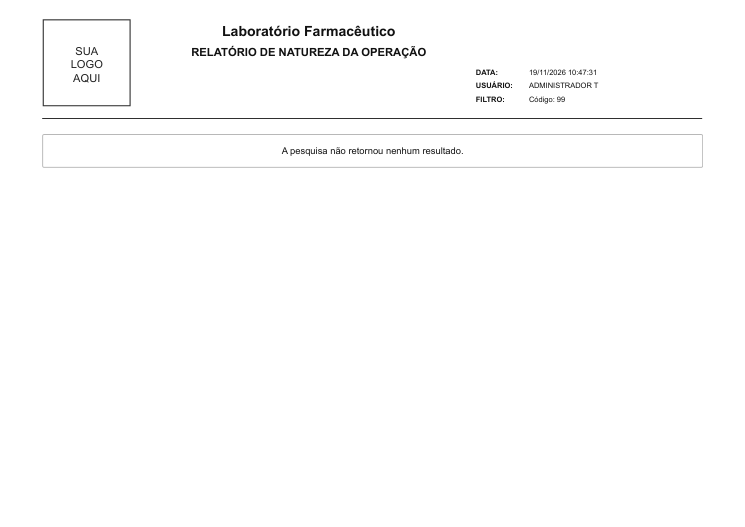 SUA
LOGO
AQUI
Laboratório Farmacêutico
RELATÓRIO DE NATUREZA DA OPERAÇÃO
DATA: 19/11/2026 10:47:31
USUÁRIO: ADMINISTRADOR T
FILTRO: Código: 99
A pesquisa não retornou nenhum resultado.